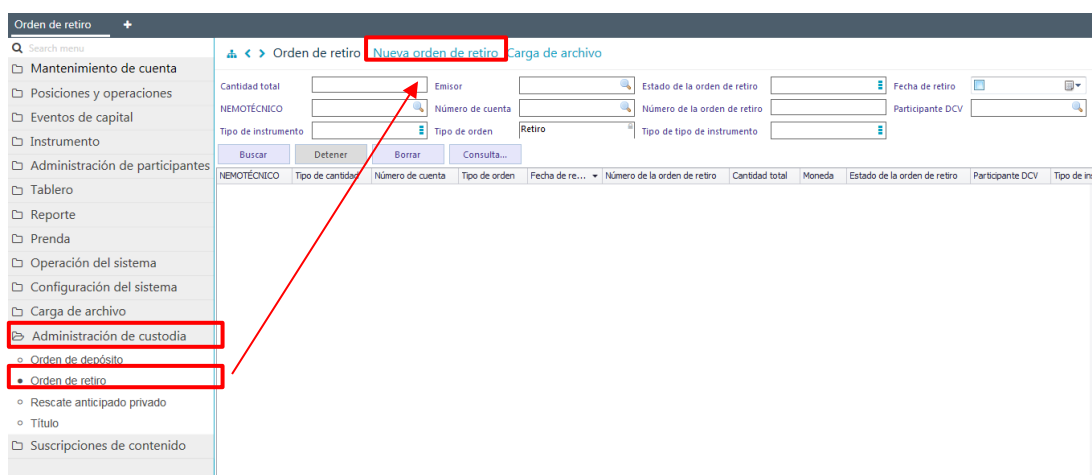 Orden de retiro +
Search menu
Mantenimiento de cuenta
Posiciones y operaciones
Eventos de capital
Instrumento
Administración de participantes
Tablero
Reporte
Prenda
Operación del sistema
Configuración del sistema
Carga de archivo
Administración de custodia
Orden de depósito
Orden de retiro
Rescate anticipado privado
Título
Suscripciones de contenido
Orden de retiro Nueva orden de retiro Carga de archivo
Cantidad total Emisor Estado de la orden de retiro Fecha de retiro
NEMOTÉCNICO Número de cuenta Número de la orden de retiro Participante DCV
Tipo de instrumento Tipo de orden Retiro Tipo de tipo de instrumento
Buscar Detener Borrar Consulta...
NEMOTÉCNICO Tipo de cantidad Número de cuenta Tipo de orden Fecha de re... Número de la orden de retiro Cantidad total Moneda Estado de la orden de retiro Participante DCV Tipo de in